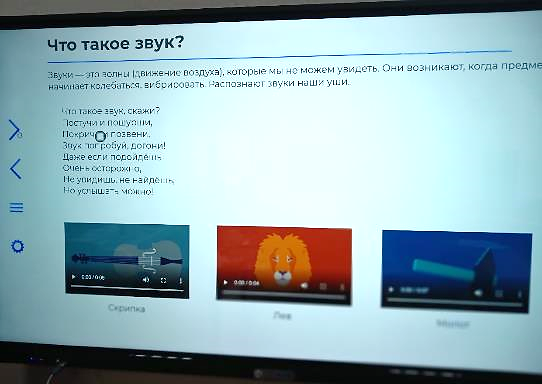 Что такое звук?
Звуки — это волны (движение воздуха), которые мы не можем увидеть. Они возникают, когда предме
начинает колебаться, вибрировать. Распознают звуки наши уши.
Что такое звук, скажи?
Постучи и пошурши,
Покричи и позвени.
Звук попробуй, догони!
Даже если подойдёшь
Очень осторожно,
Не увидишь, не найдёшь,
Но услышать можно!
0:00 / 0:05
0:00 / 0:04
0:00 / 0:07
Скрипка
Лев
Молот